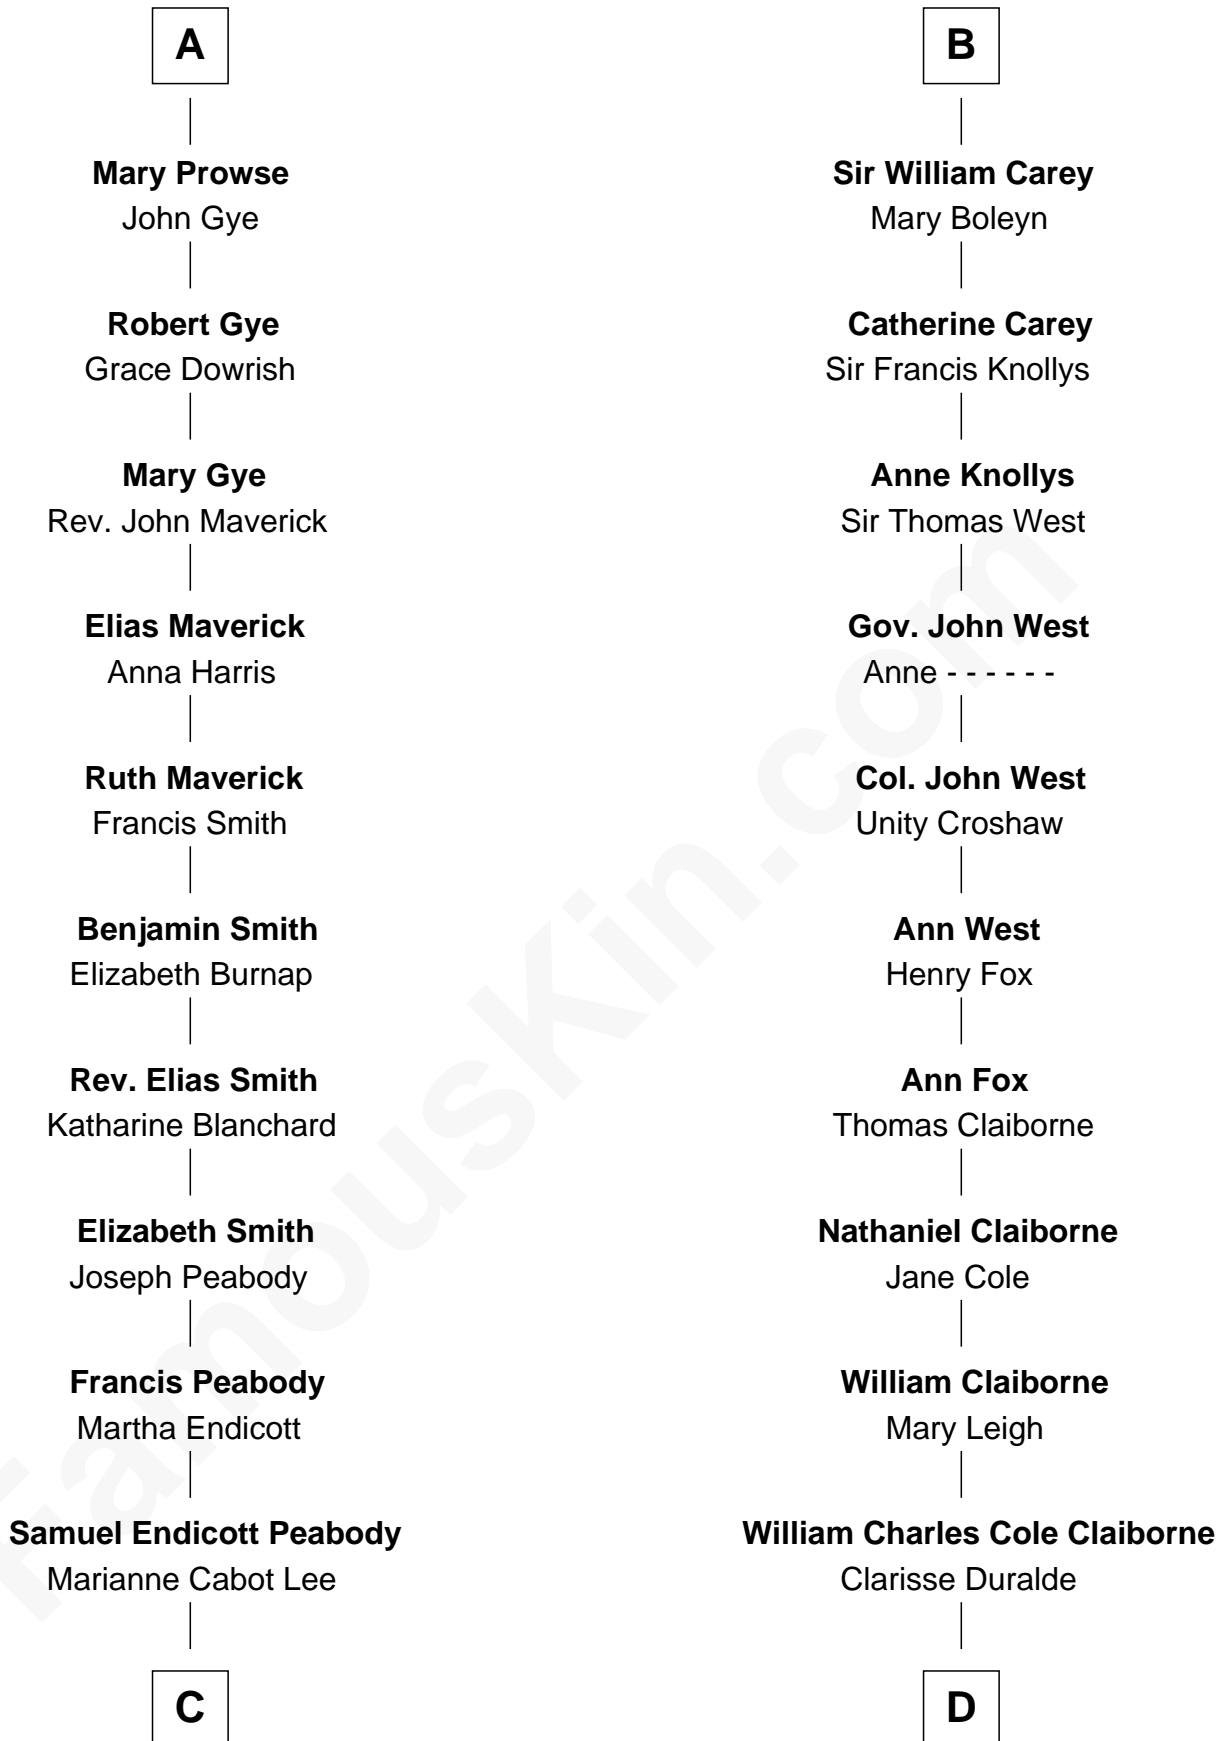 A
Mary Prowse
John Gye
Robert Gye
Grace Dowrish
Mary Gye
Rev. John Maverick
Elias Maverick
Anna Harris
Ruth Maverick
Francis Smith
Benjamin Smith
Elizabeth Burnap
Rev. Elias Smith
Katharine Blanchard
Elizabeth Smith
Joseph Peabody
Francis Peabody
Martha Endicott
Samuel Endicott Peabody
Marianne Cabot Lee
C
B
Sir William Carey
Mary Boleyn
Catherine Carey
Sir Francis Knollys
Anne Knollys
Sir Thomas West
Gov. John West
Anne - - - - - -
Col. John West
Unity Croshaw
Ann West
Henry Fox
Ann Fox
Thomas Claiborne
Nathaniel Claiborne
Jane Cole
William Claiborne
Mary Leigh
William Charles Cole Claiborne
Clarisse Duralde
D
FamousKin.com